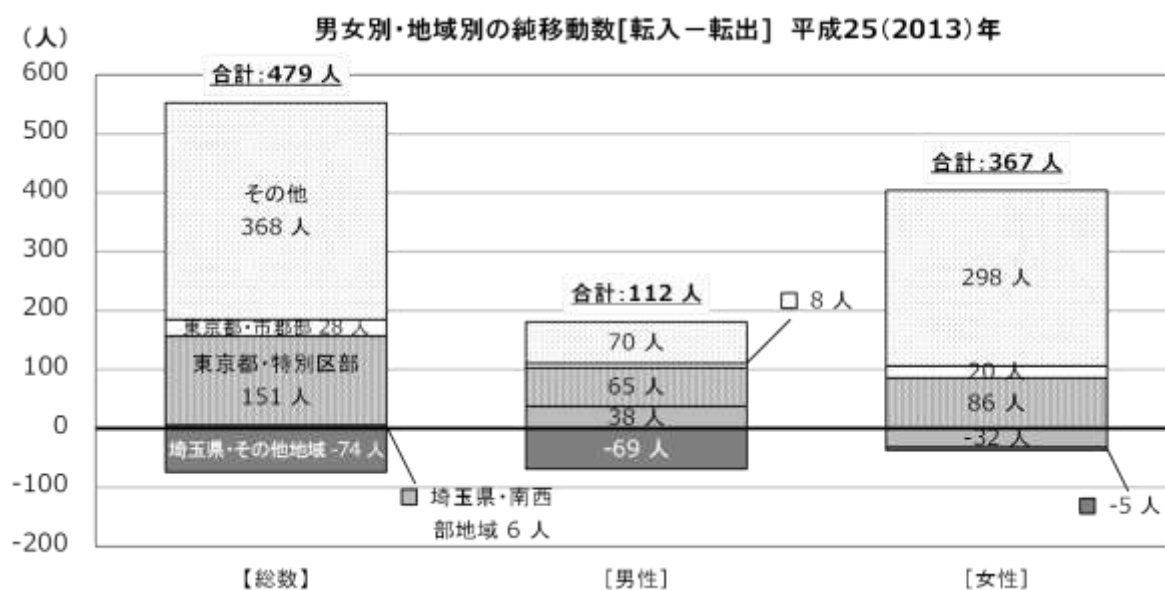 男女別・地域別の純移動数[転入－転出] 平成25(2013)年
(人)
600
500
400
300
200
100
0
-100
-200
合計:479 人
その他
368 人
東京都・市郡部 28 人
東京都・特別区部
151 人
埼玉県・その他地域 -74 人
埼玉県・南西
部地域 6 人
合計:112 人
8 人
70 人
65 人
38 人
-69 人
合計:367 人
298 人
20 人
86 人
-32 人
-5 人
【総数】
[男性]
[女性]